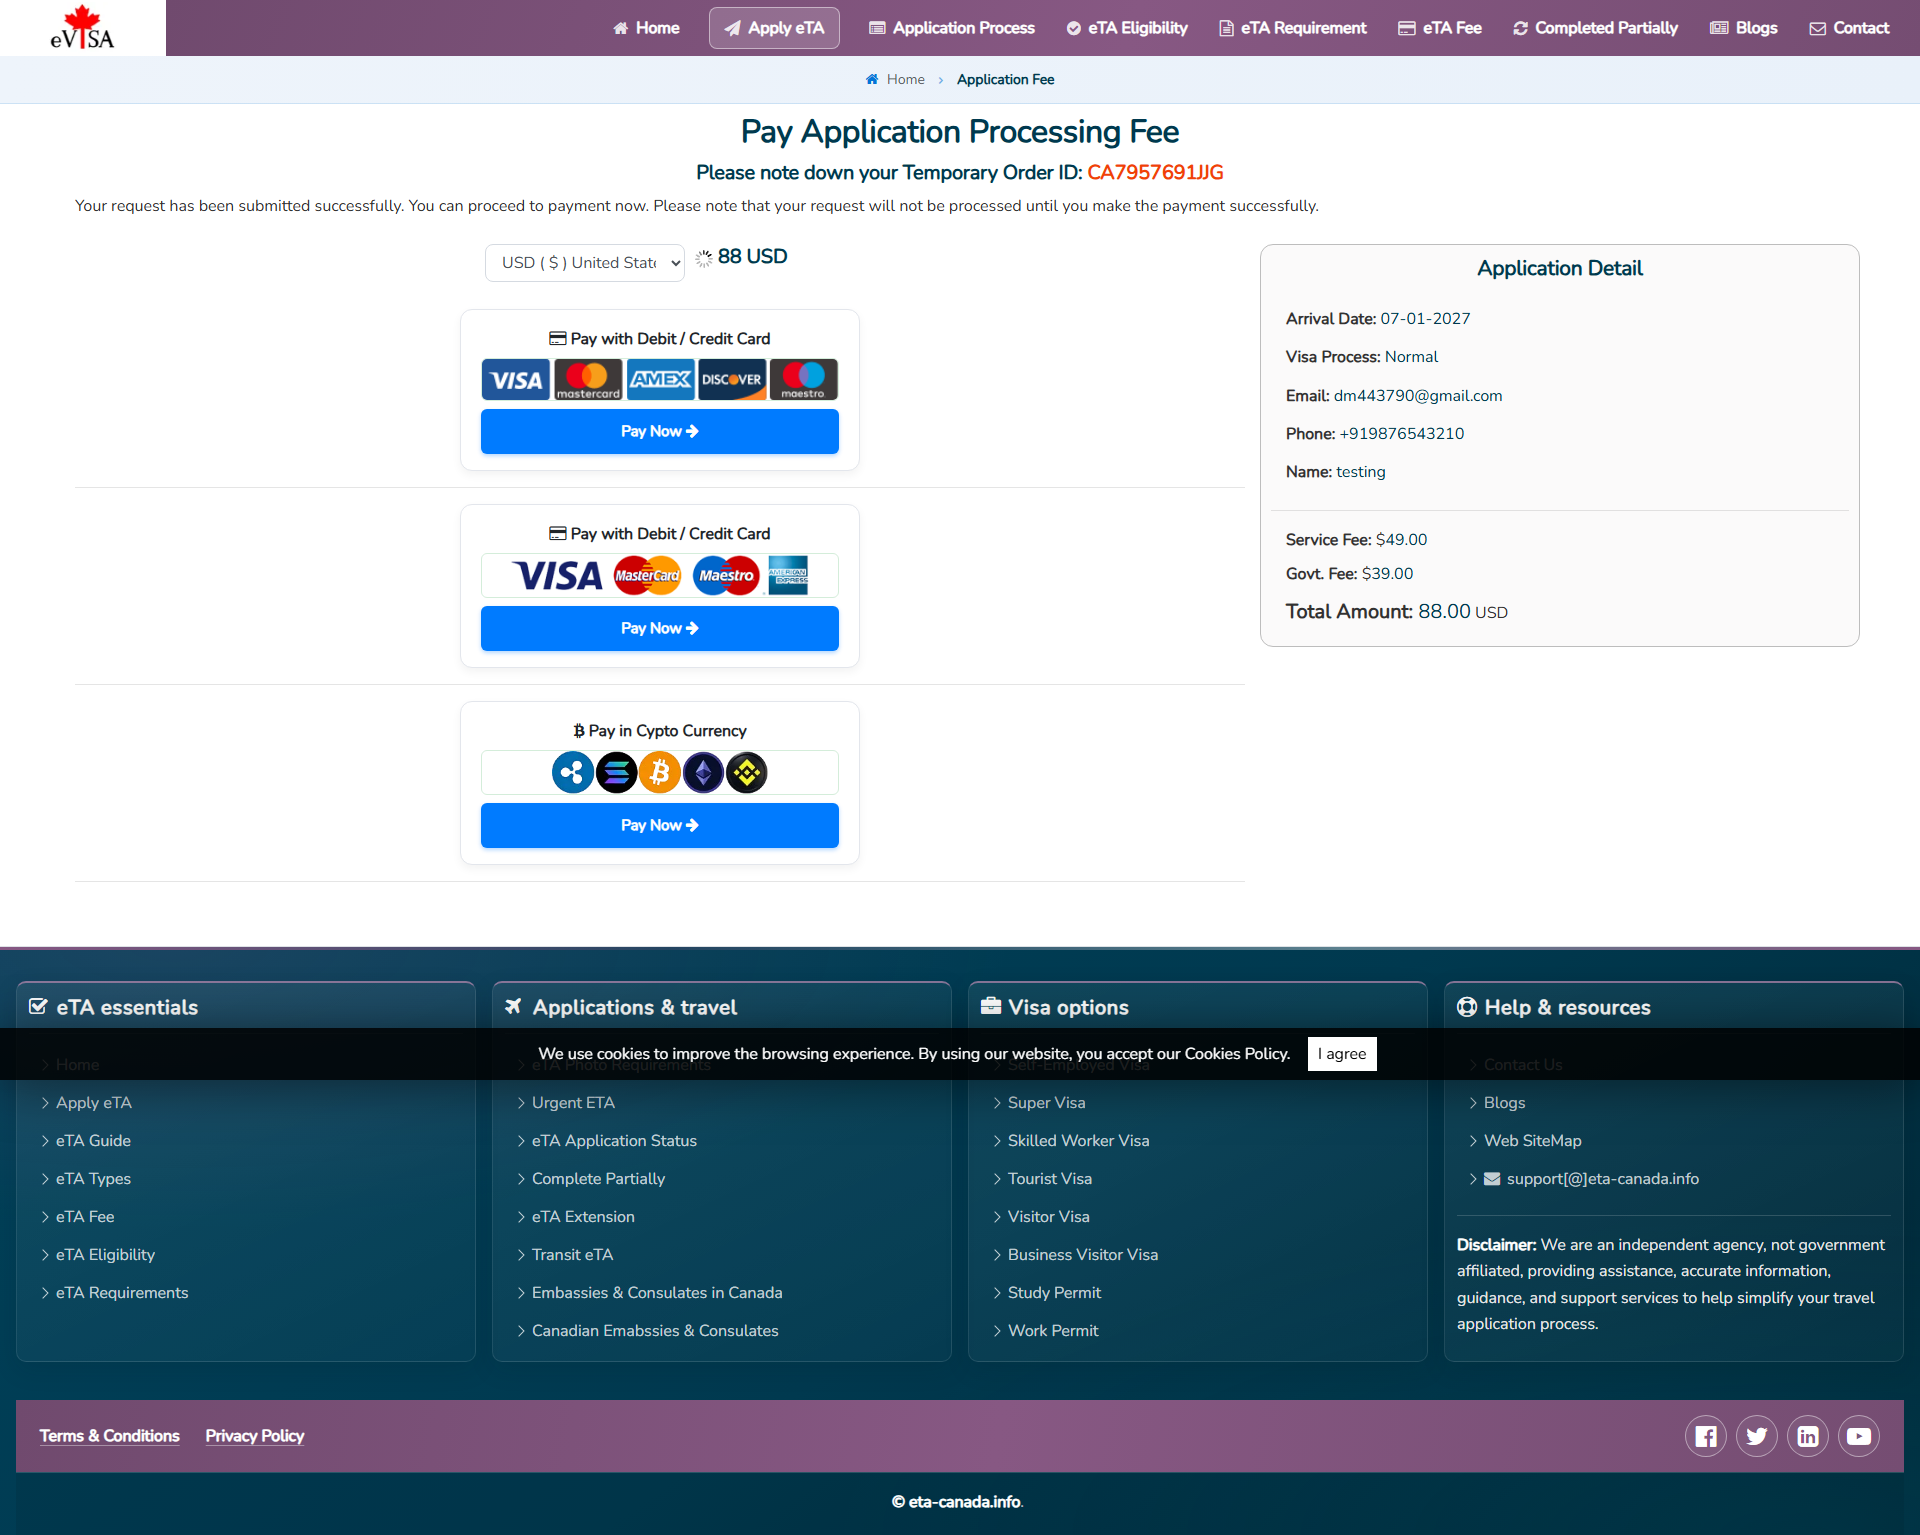 eVISA
Home
Apply eTA
Application Process
eTA Eligibility
eTA Requirement
eTA Fee
Completed Partially
Blogs
Contact
Home › Application Fee
Pay Application Processing Fee
Please note down your Temporary Order ID: CA7957691JJG
Your request has been submitted successfully. You can proceed to payment now. Please note that your request will not be processed until you make the payment successfully.
USD ( $ ) United State
88 USD
Pay with Debit / Credit Card
VISA mastercard AMEX DISCOVER maestro
Pay Now
Pay with Debit / Credit Card
VISA MasterCard Maestro AMERICAN EXPRESS
Pay Now
Pay in Cypto Currency
Pay Now
Application Detail
Arrival Date: 07-01-2027
Visa Process: Normal
Email: dm443790@gmail.com
Phone: +919876543210
Name: testing
Service Fee: $49.00
Govt. Fee: $39.00
Total Amount: 88.00 USD
eTA essentials
Home
Apply eTA
eTA Guide
eTA Types
eTA Fee
eTA Eligibility
eTA Requirements
Applications & travel
eTA Photo Requirements
Urgent ETA
eTA Application Status
Complete Partially
eTA Extension
Transit eTA
Embassies & Consulates in Canada
Canadian Emabssies & Consulates
Visa options
Self-Employed Visa
Super Visa
Skilled Worker Visa
Tourist Visa
Visitor Visa
Business Visitor Visa
Study Permit
Work Permit
Help & resources
Contact Us
Blogs
Web SiteMap
support[@]eta-canada.info
Disclaimer: We are an independent agency, not government
affiliated, providing assistance, accurate information,
guidance, and support services to help simplify your travel
application process.
We use cookies to improve the browsing experience. By using our website, you accept our Cookies Policy.
I agree
Terms & Conditions
Privacy Policy
© eta-canada.info.